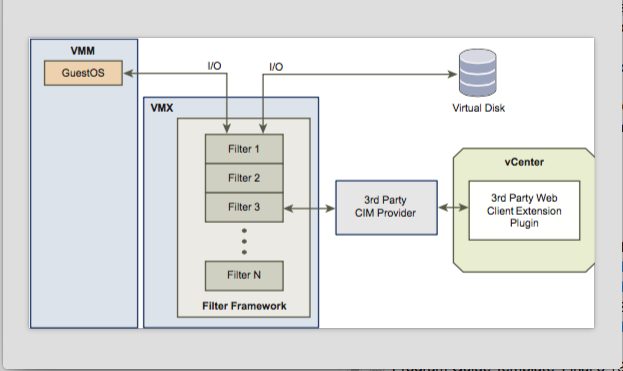 VMM
GuestOS
I/O
I/O
Virtual Disk
VMX
Filter 1
Filter 2
Filter 3
Filter N
Filter Framework
3rd Party
CIM Provider
vCenter
3rd Party Web
Client Extension
Plugin